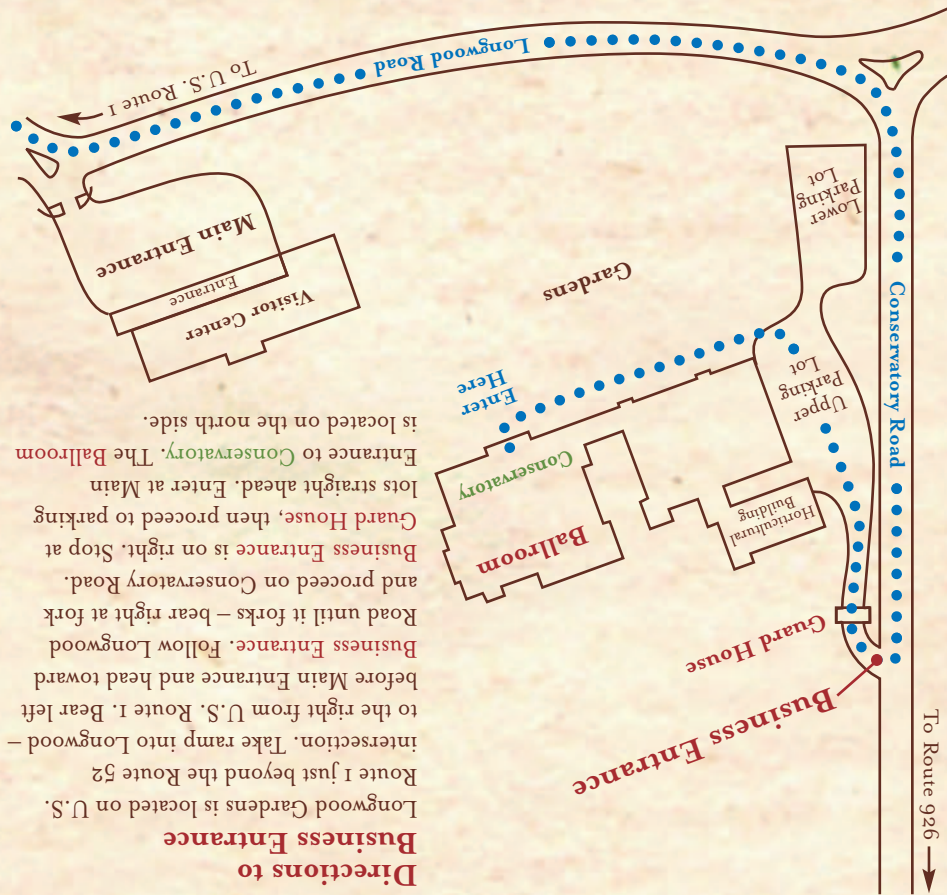 Directions to
Business Entrance
Longwood Gardens is located on U.S.
Route 1 just beyond the Route 52
intersection. Take ramp into Longwood –
to the right from U.S. Route 1. Bear left
before Main Entrance and head toward
Business Entrance. Follow Longwood
Road until it forks – bear right at fork
and proceed on Conservatory Road.
Business Entrance is on right. Stop at
Guard House, then proceed to parking
lots straight ahead. Enter at Main
Entrance to Conservatory. The Ballroom
is located on the north side.
To Route 926
Business Entrance
Guard House
Horticultural
Building
Ballroom
Conservatory
Enter
Here
Upper
Parking
Lot
Conservatory Road
Visitor Center
Entrance
Main Entrance
Gardens
Lower
Parking
Lot
To U.S. Route 1
Longwood Road